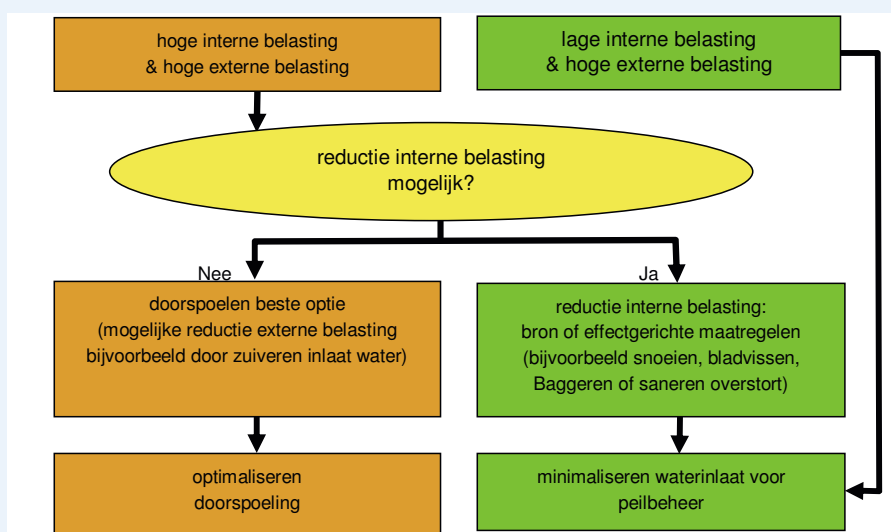 hoge interne belasting
& hoge externe belasting
lage interne belasting
& hoge externe belasting
reductie interne belasting
mogelijk?
Nee
Ja
doorspoelen beste optie
(mogelijke reductie externe belasting
bijvoorbeeld door zuiveren inlaat water)
reductie interne belasting:
bron of effectgerichte maatregelen
(bijvoorbeeld snoeien, bladvissen,
Baggeren of saneren overstort)
optimaliseren
doorspoeling
minimaliseren waterinlaat voor
peilbeheer